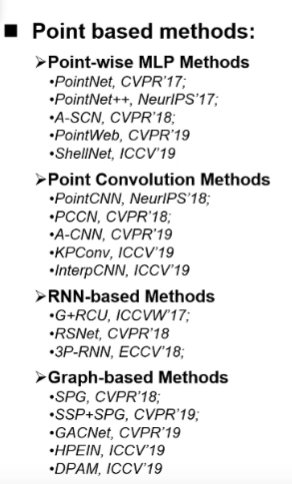 ■ Point based methods:
➢Point-wise MLP Methods
•PointNet, CVPR'17;
•PointNet++, NeurIPS'17;
•A-SCN, CVPR'18;
•PointWeb, CVPR'19
•ShellNet, ICCV'19
➢Point Convolution Methods
•PointCNN, NeurIPS'18;
•PCCN, CVPR'18;
•A-CNN, CVPR'19
•KPConv, ICCV'19
•InterpCNN, ICCV'19
➢RNN-based Methods
•G+RCU, ICCVW'17;
•RSNet, CVPR'18
•3P-RNN, ECCV'18;
➢Graph-based Methods
•SPG, CVPR'18;
•SSP+SPG, CVPR'19;
•GACNet, CVPR'19
•HPEIN, ICCV'19
•DPAM, ICCV'19